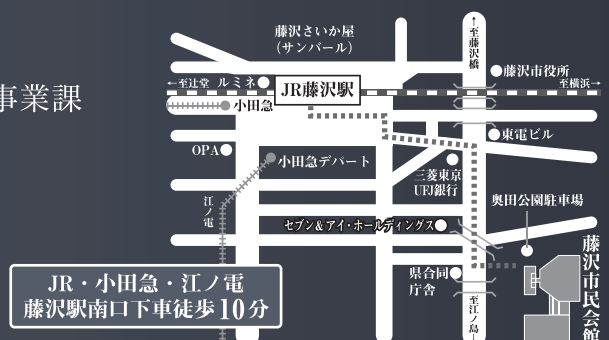 藤沢さいか屋
（サンパール）
↑至藤沢橋
藤沢市役所
←至辻堂
ルミネ
JR藤沢駅
至横浜→
事業課
小田急
東電ビル
OPA
小田急デパート
三菱東京
UFJ銀行
江ノ電
奥田公園駐車場
セブン&アイ・ホールディングス
藤沢市民会館
県合同
庁舎
JR・小田急・江ノ電
藤沢駅南口下車徒歩10分
至江ノ島